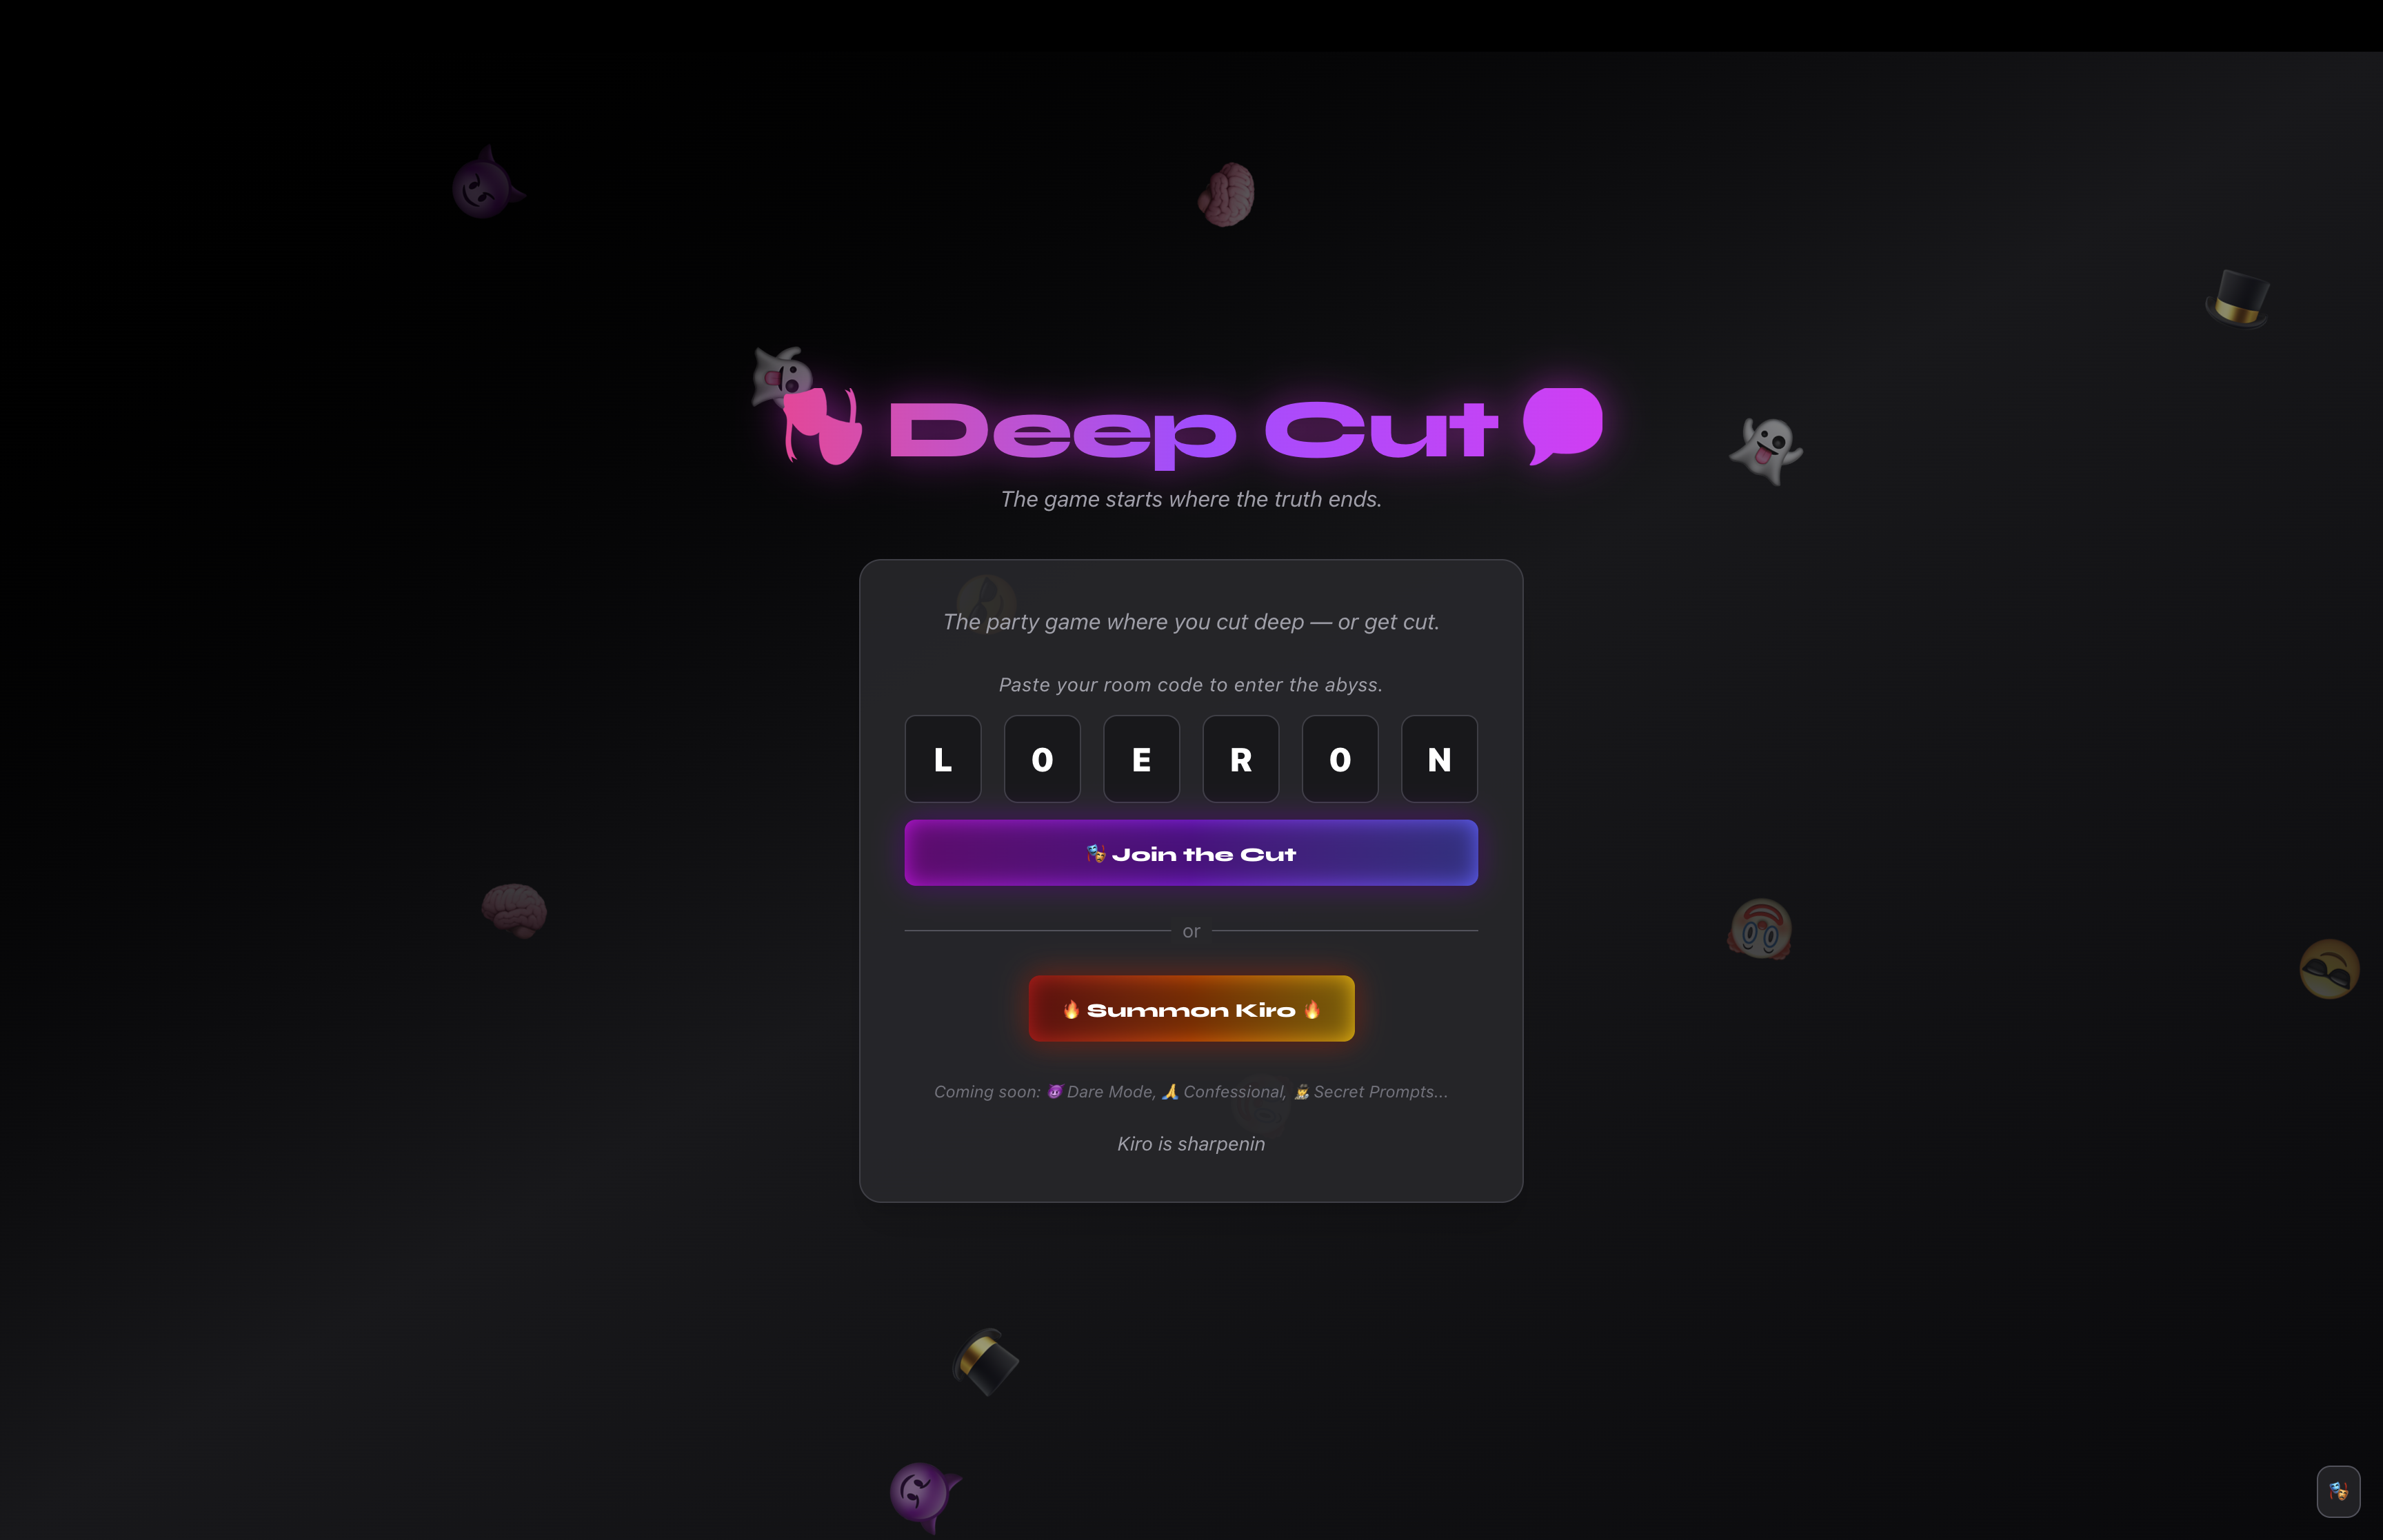 Deep Cut
The game starts where the truth ends.
The party game where you cut deep — or get cut.
Paste your room code to enter the abyss.
L 0 E R 0 N
Join the Cut
or
Summon Kiro
Coming soon: 😈 Dare Mode, 🙏 Confessional, 🕵️ Secret Prompts...
Kiro is sharpenin